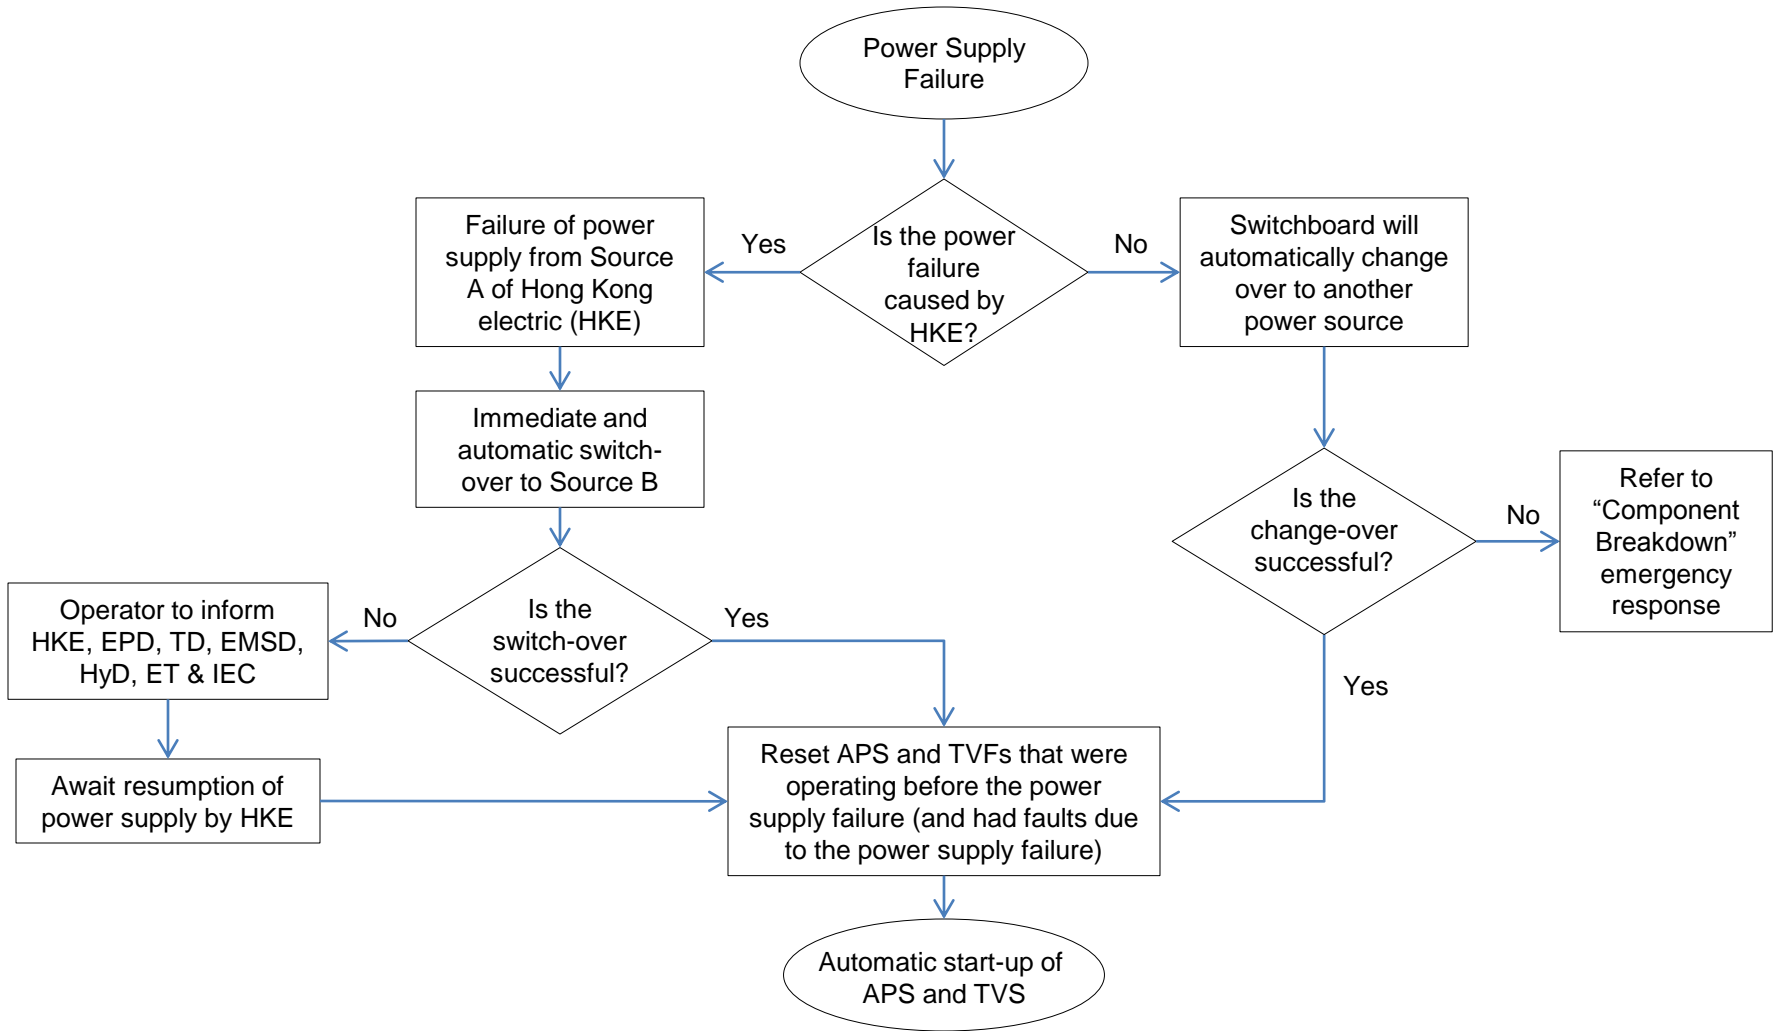 Power Supply
Failure
Is the power
failure
caused by
HKE?
Yes
No
Failure of power
supply from Source
A of Hong Kong
electric (HKE)
Switchboard will
automatically change
over to another
power source
Immediate and
automatic switch-
over to Source B
Is the
change-over
successful?
No
Refer to
“Component
Breakdown”
emergency
response
Yes
Is the
switch-over
successful?
No
Yes
Operator to inform
HKE, EPD, TD, EMSD,
HyD, ET & IEC
Await resumption of
power supply by HKE
Reset APS and TVFs that were
operating before the power
supply failure (and had faults due
to the power supply failure)
Automatic start-up of
APS and TVS